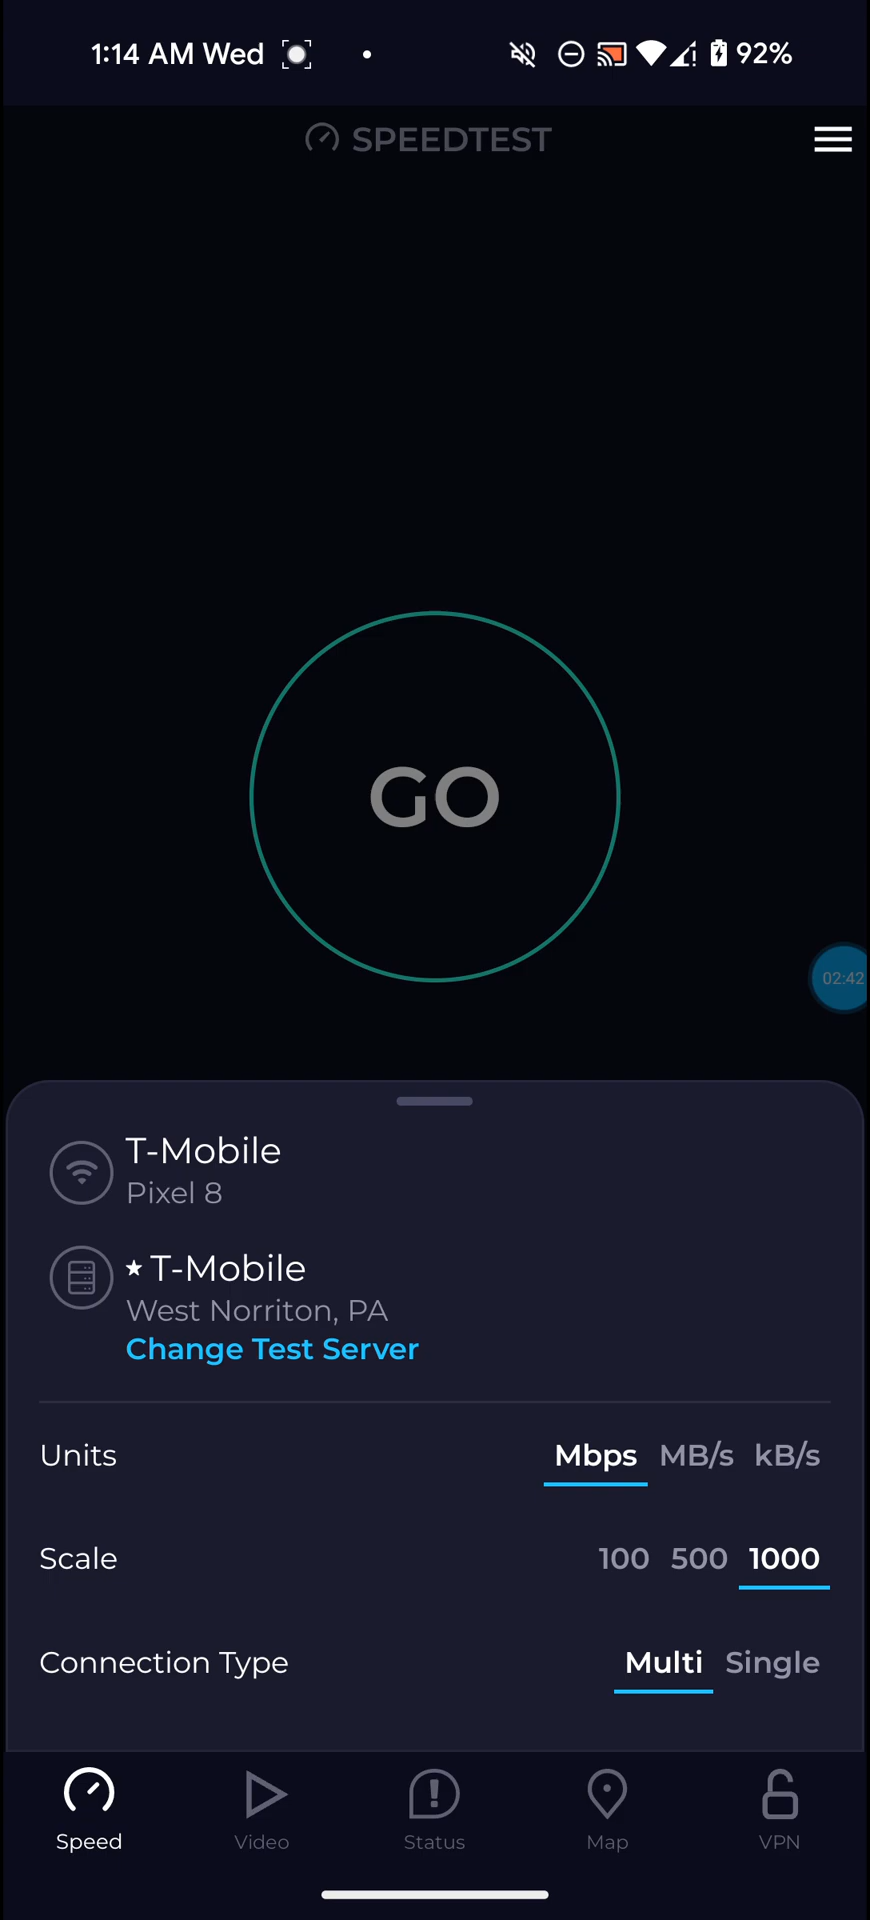 1:14 AM Wed 92%
SPEEDTEST
GO
02:42
T-Mobile
Pixel 8
★ T-Mobile
West Norriton, PA
Change Test Server
Units Mbps MB/s kB/s
Scale 100 500 1000
Connection Type Multi Single
Speed Video Status Map VPN